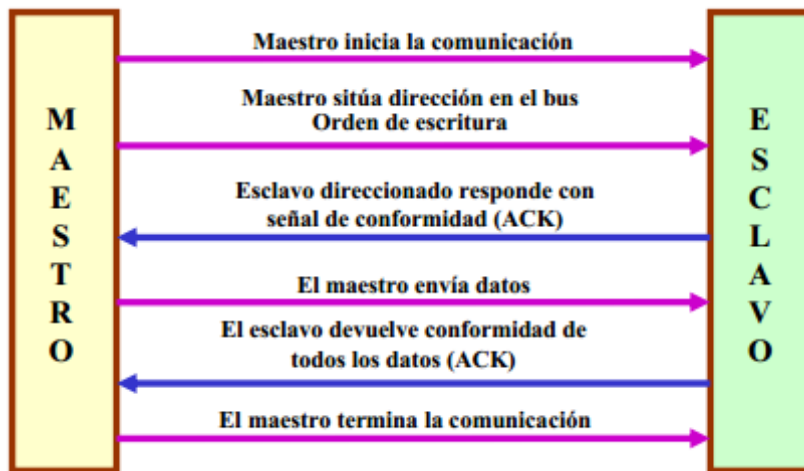 MAESTRO
Maestro inicia la comunicación
Maestro sitúa dirección en el bus
Orden de escritura
Esclavo direccionado responde con
señal de conformidad (ACK)
El maestro envía datos
El esclavo devuelve conformidad de
todos los datos (ACK)
El maestro termina la comunicación
ESCLAVO